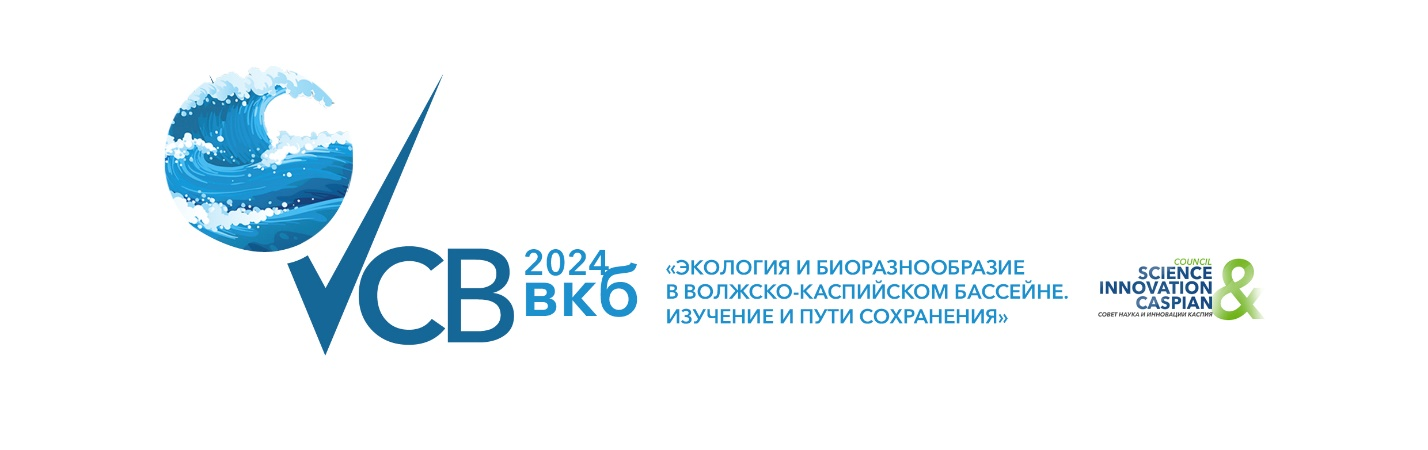 VCB
2024
ВКб
«ЭКОЛОГИЯ И БИОРАЗНООБРАЗИЕ
В ВОЛЖСКО-КАСПИЙСКОМ БАССЕЙНЕ.
ИЗУЧЕНИЕ И ПУТИ СОХРАНЕНИЯ»
COUNCIL
SCIENCE
INNOVATION &
CASPIAN
СОВЕТ НАУКА И ИННОВАЦИИ КАСПИЯ